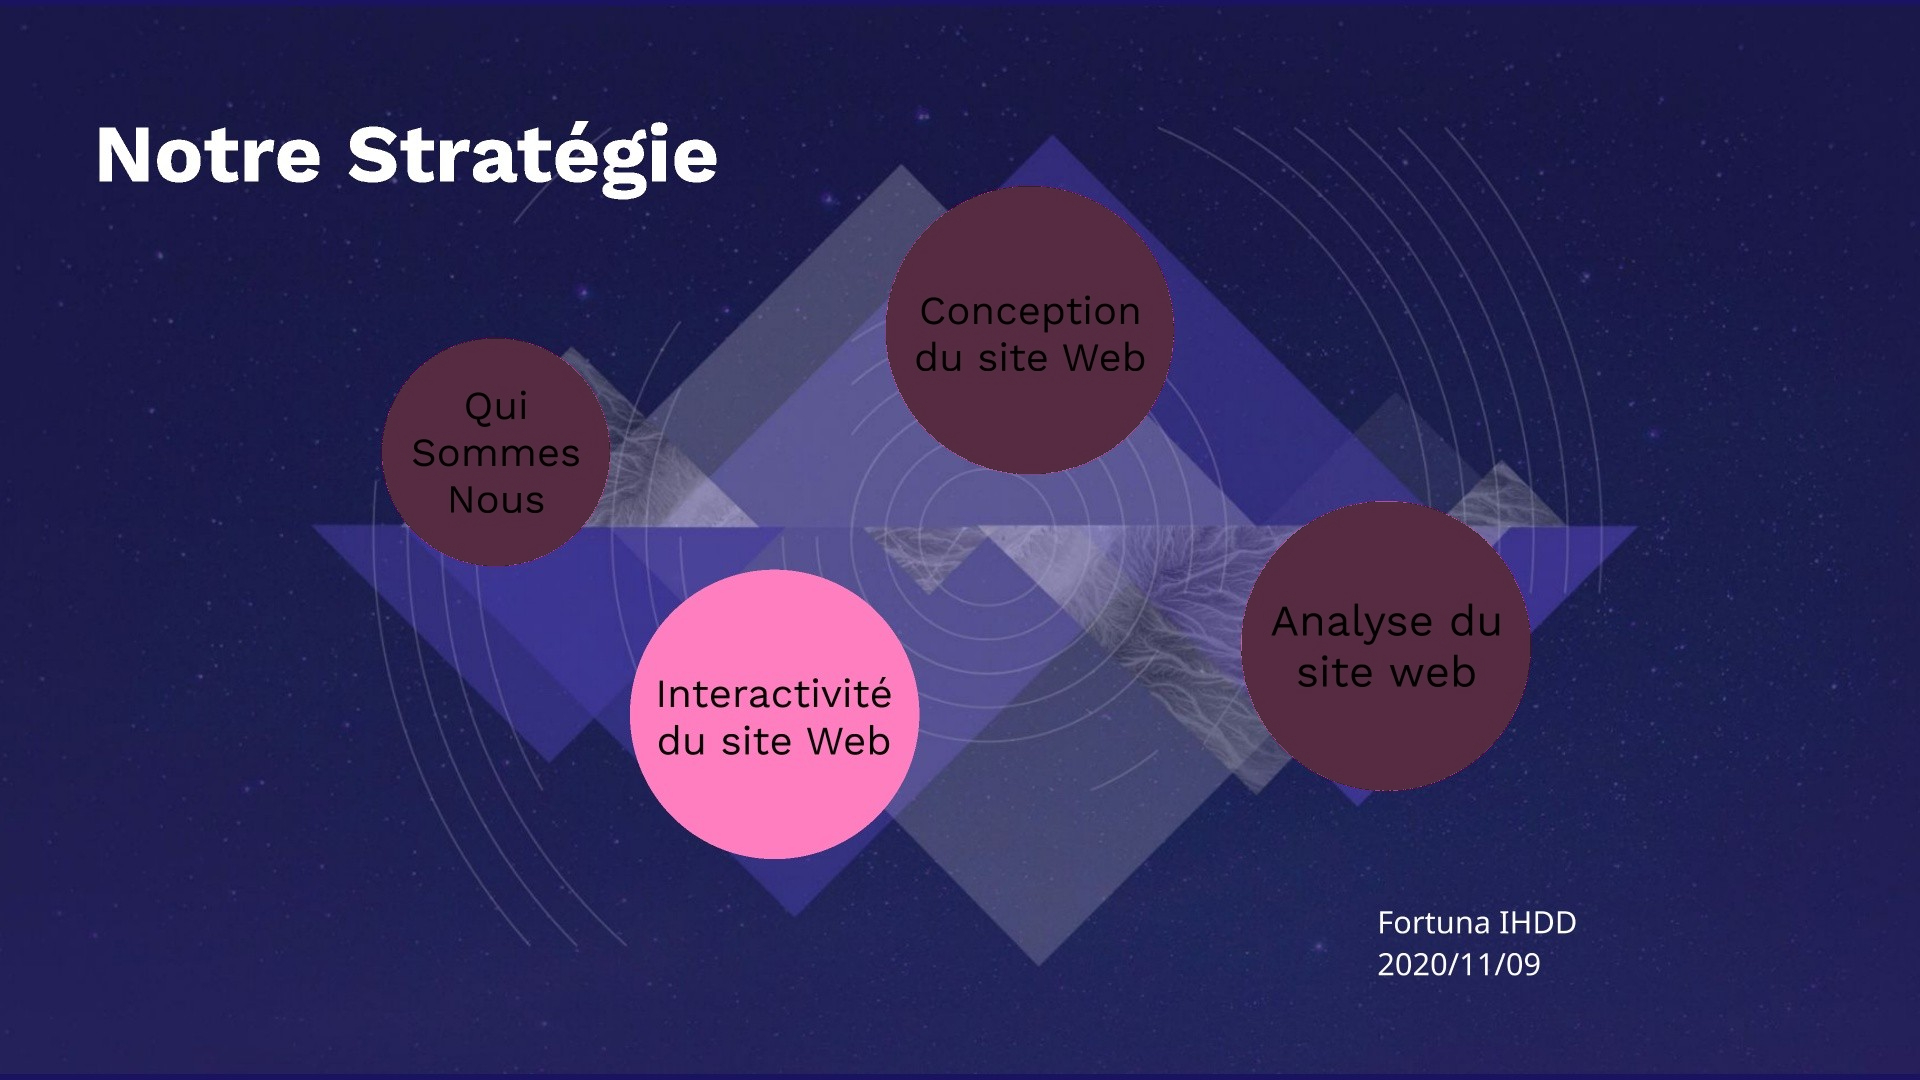 Notre Stratégie
Conception
du site Web
Qui
Sommes
Nous
Interactivité
du site Web
Analyse du
site web
Fortuna IHDD
2020/11/09